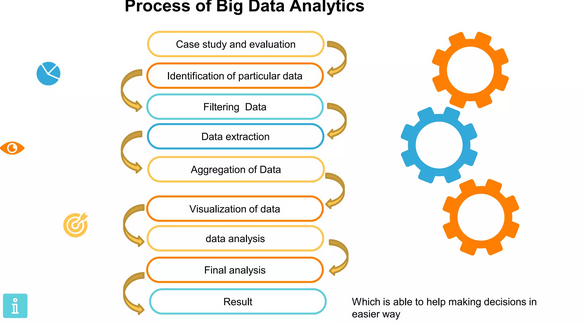 Process of Big Data Analytics
Case study and evaluation
Identification of particular data
Filtering Data
Data extraction
Aggregation of Data
Visualization of data
data analysis
Final analysis
Result
Which is able to help making decisions in
easier way
i